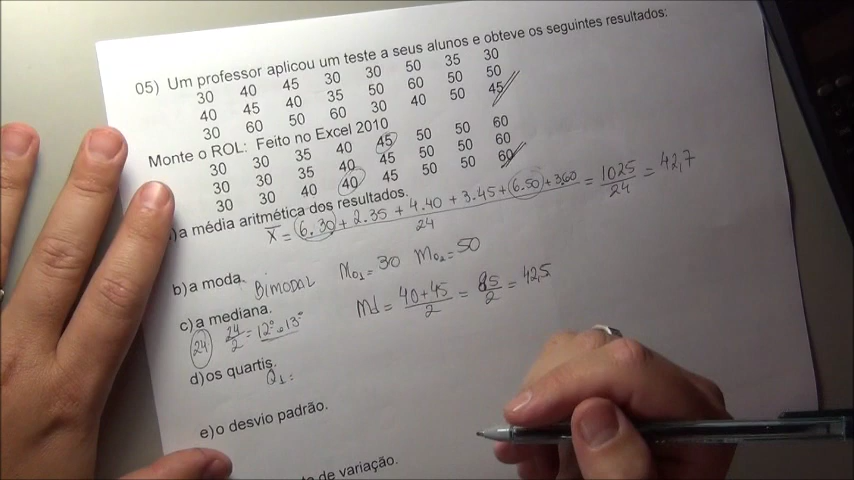 05) Um professor aplicou um teste a seus alunos e obteve os seguintes resultados:
30 40 45 30 30 50 35 30
40 45 40 35 50 60 50 50
30 60 50 60 30 40 50 45
Monte o ROL: Feito no Excel 2010
30 30 35 40 45 50 50 60
30 30 35 40 45 50 50 60
30 30 40 40 45 50 50 60
) a média aritmética dos resultados.
X = 6.30 + 2.35 + 4.40 + 3.45 + 6.50 + 3.60 = 1025 = 42,7
24 24
b) a moda. BIMODAL Mo1 = 30 Mo2 = 50
c) a mediana.
24 24/2 = 12º e 13º Md = 40+45/2 = 85/2 = 42,5
d) os quartis.
Q1 =
e) o desvio padrão.
de variação.